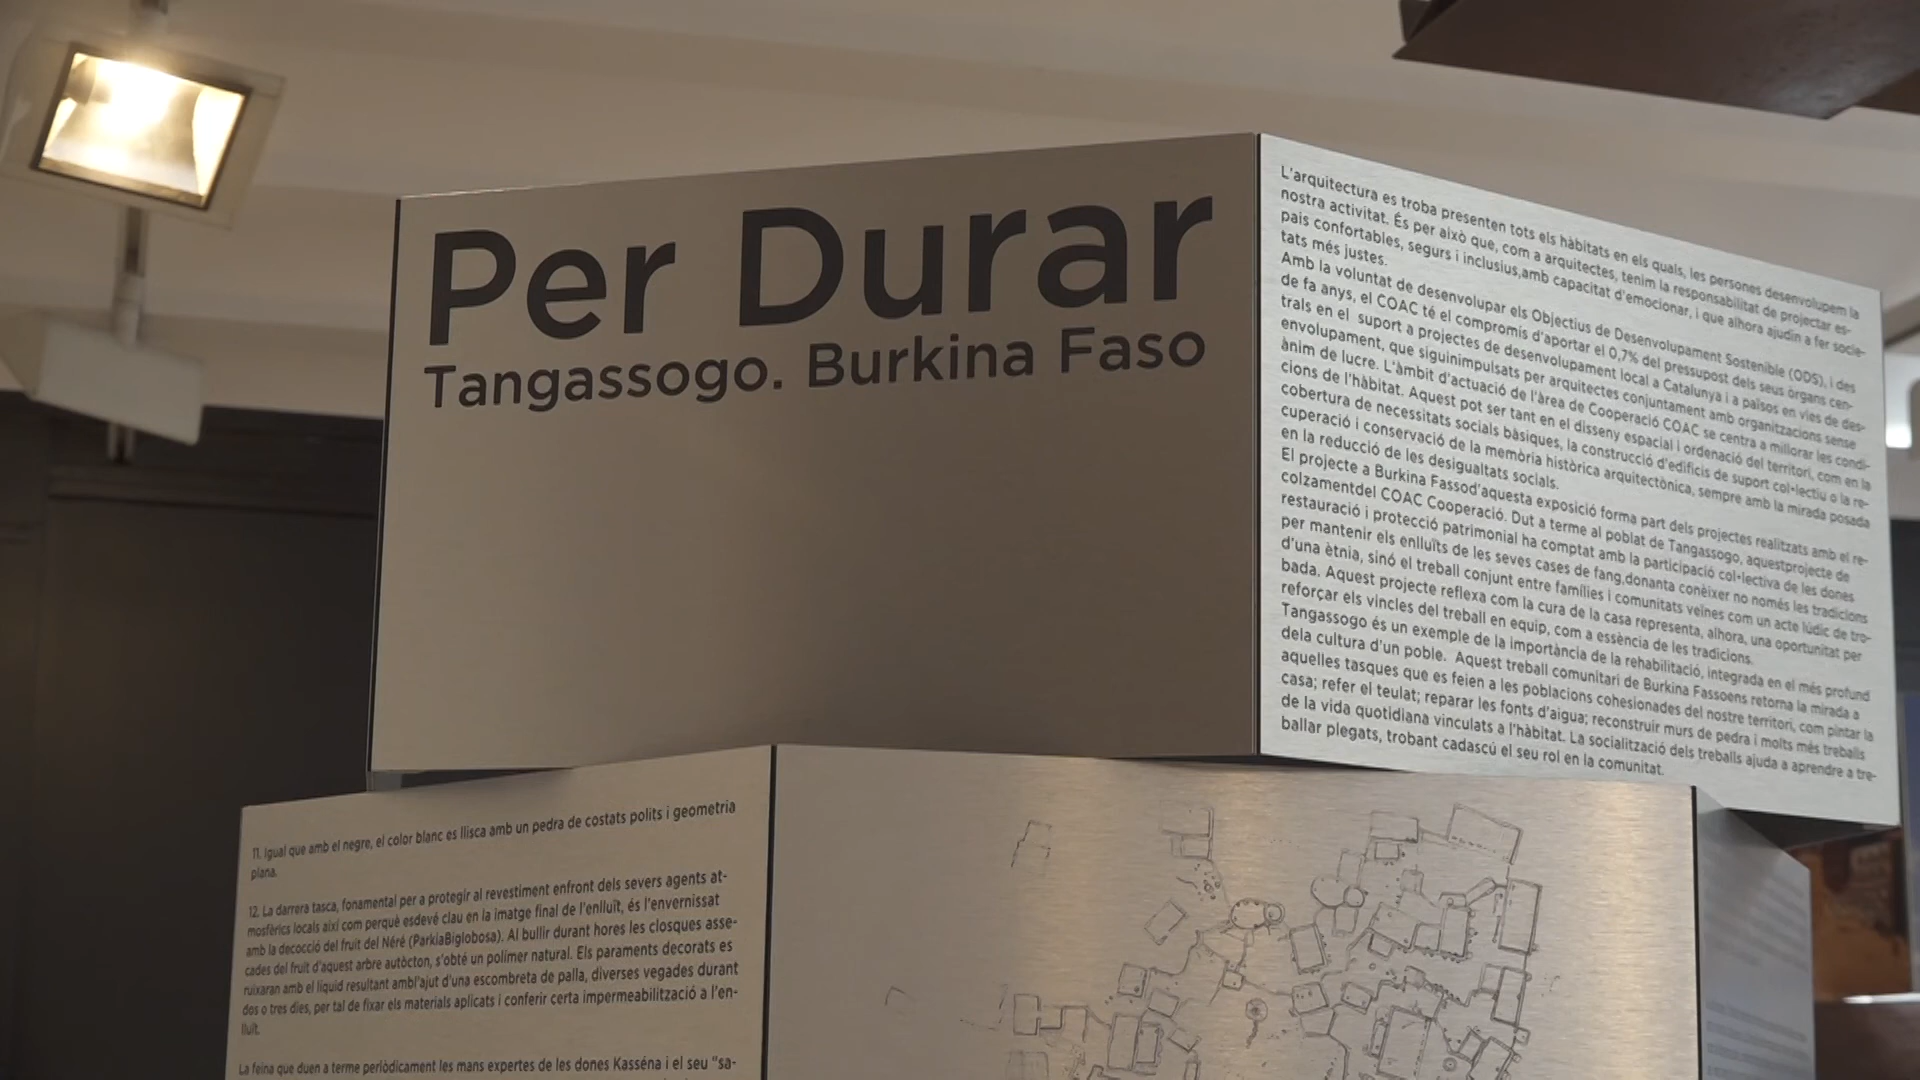 Per Durar
Tangassogo. Burkina Faso
L'arquitectura es troba presenten tots els hàbitats en els quals, les persones desenvolupem la
nostra activitat. És per això que, com a arquitectes, tenim la responsabilitat de projectar es-
pais confortables, segurs i inclusius,amb capacitat d'emocionar, i que alhora ajudin a fer socie-
tats més justes.
Amb la voluntat de desenvolupar els Objectius de Desenvolupament Sostenible (ODS), i des
de fa anys, el COAC té el compromís d'aportar el 0,7% del pressupost dels seus òrgans cen-
trals en el suport a projectes de desenvolupament local a Catalunya i a països en vies de des-
envolupament, que siguinimpulsats per arquitectes conjuntament amb organitzacions sense
ànim de lucre. L'àmbit d'actuació de l'àrea de Cooperació COAC se centra a millorar les condi-
cions de l'hàbitat. Aquest pot ser tant en el disseny espacial i ordenació del territori, com en la
cobertura de necessitats socials bàsiques, la construcció d'edificis de suport col·lectiu o la re-
cuperació i conservació de la memòria històrica arquitectònica, sempre amb la mirada posada
en la reducció de les desigualtats socials.
El projecte a Burkina Fassod'aquesta exposició forma part dels projectes realitzats amb el re-
colzamentdel COAC Cooperació. Dut a terme al poblat de Tangassogo, aquestprojecte de
restauració i protecció patrimonial ha comptat amb la participació col·lectiva de les dones
per mantenir els enlluïts de les seves cases de fang,donanta conèixer no només les tradicions
d'una ètnia, sinó el treball conjunt entre famílies i comunitats veïnes com un acte lúdic de tro-
bada. Aquest projecte reflexa com la cura de la casa representa, alhora, una oportunitat per
reforçar els vincles del treball en equip, com a essència de les tradicions.
Tangassogo és un exemple de la importància de la rehabilitació, integrada en el més profund
dela cultura d'un poble. Aquest treball comunitari de Burkina Fassoens retorna la mirada a
aquelles tasques que es feien a les poblacions cohesionades del nostre territori, com pintar la
casa; refer el teulat; reparar les fonts d'aigua; reconstruir murs de pedra i molts més treballs
de la vida quotidiana vinculats a l'hàbitat. La socialització dels treballs ajuda a aprendre a tre-
ballar plegats, trobant cadascú el seu rol en la comunitat.
11. Igual que amb el negre, el color blanc es llisca amb un pedra de costats polits i geometria
plana.
12. La darrera tasca, fonamental per a protegir al revestiment enfront dels severs agents at-
mosfèrics locals així com perquè esdevé clau en la imatge final de l'enlluït, és l'envernissat
amb la decocció del fruit del Néré (ParkiaBiglobosa). Al bullir durant hores les closques asse-
cades del fruit d'aquest arbre autòcton, s'obté un polímer natural. Els paraments decorats es
ruixaran amb el líquid resultant ambl'ajut d'una escombreta de palla, diverses vegades durant
dos o tres dies, per tal de fixar els materials aplicats i conferir certa impermeabilització a l'en-
lluït.
La feina que duen a terme periòdicament les mans expertes de les dones Kasséna i el seu "sa-